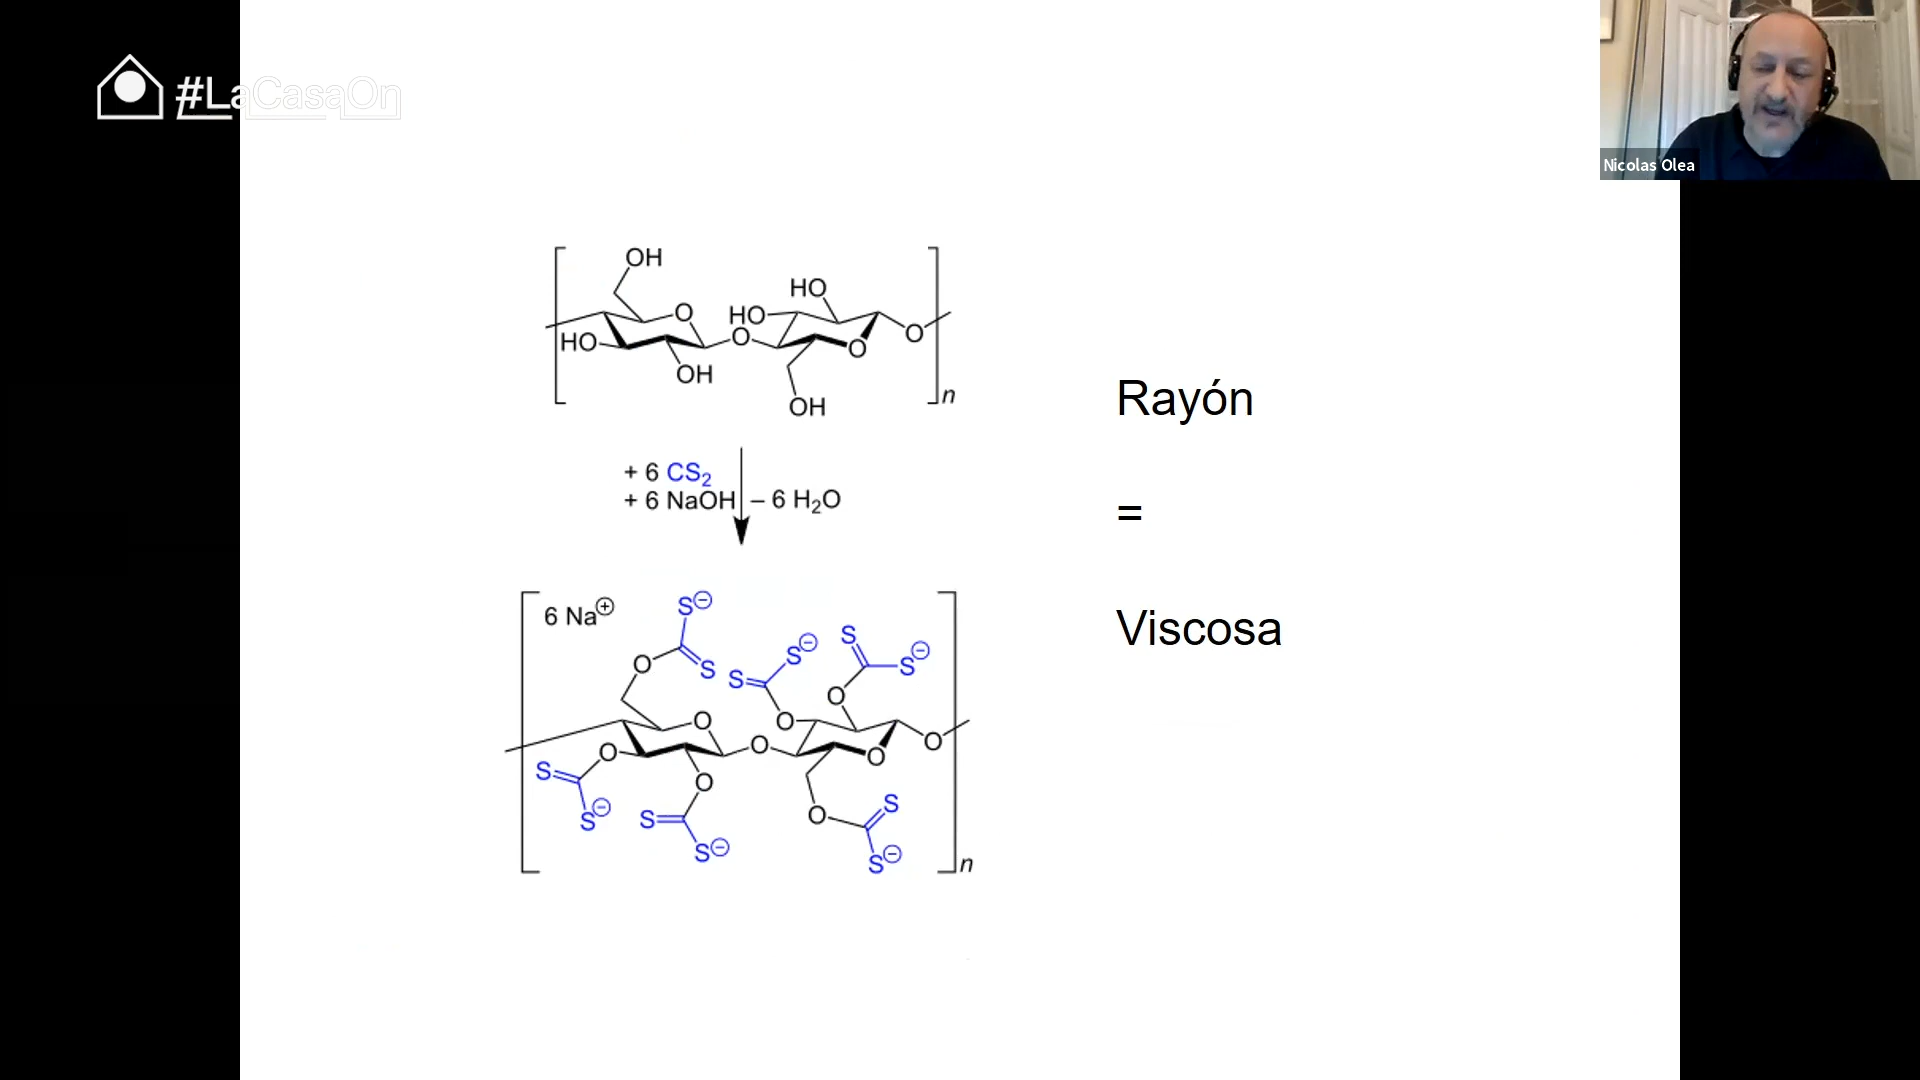 #LaCasaOn
Nicolas Olea
OH
HO
O
HO
O
HO
O
O
OH
OH
n
+ 6 CS₂
+ 6 NaOH
– 6 H₂O
Rayón
=
Viscosa
6 Na⊕
S⊖
S
O
S⊖
S
O
S
S⊖
O
O
O
O
O
O
S
S⊖
O
S
S⊖
O
S
S⊖
n